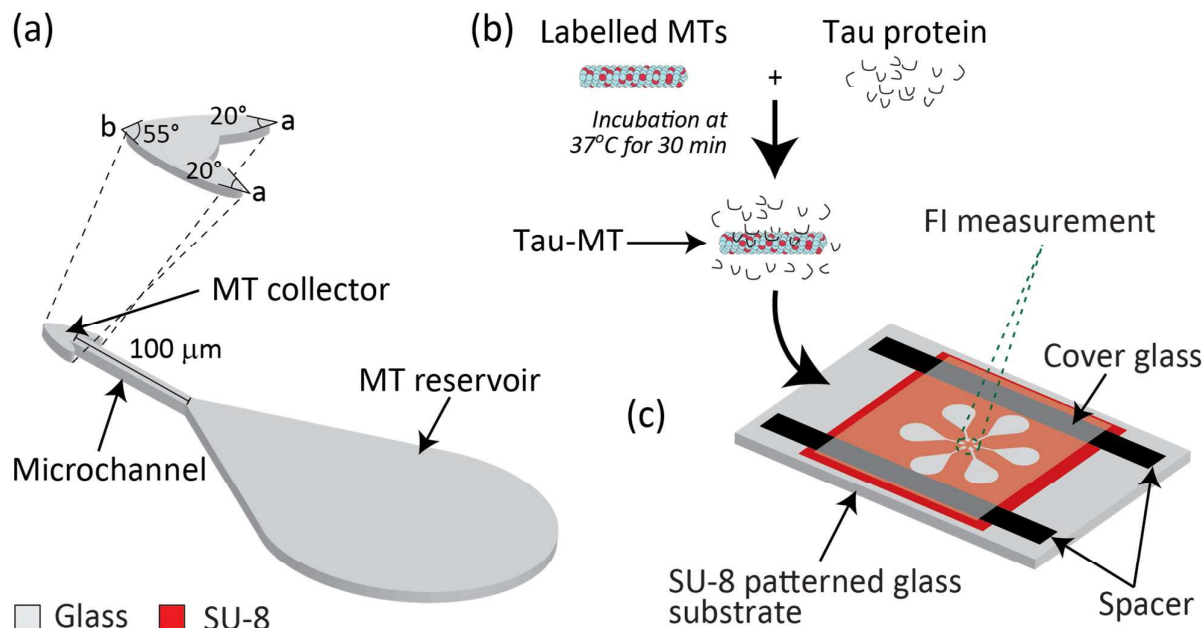 (a)
b
55°
20°
a
20°
a
MT collector
100 μm
MT reservoir
Microchannel
Glass
SU-8
(b)
Labelled MTs
+
Tau protein
Incubation at
37°C for 30 min
Tau-MT
FI measurement
Cover glass
(c)
SU-8 patterned glass
substrate
Spacer